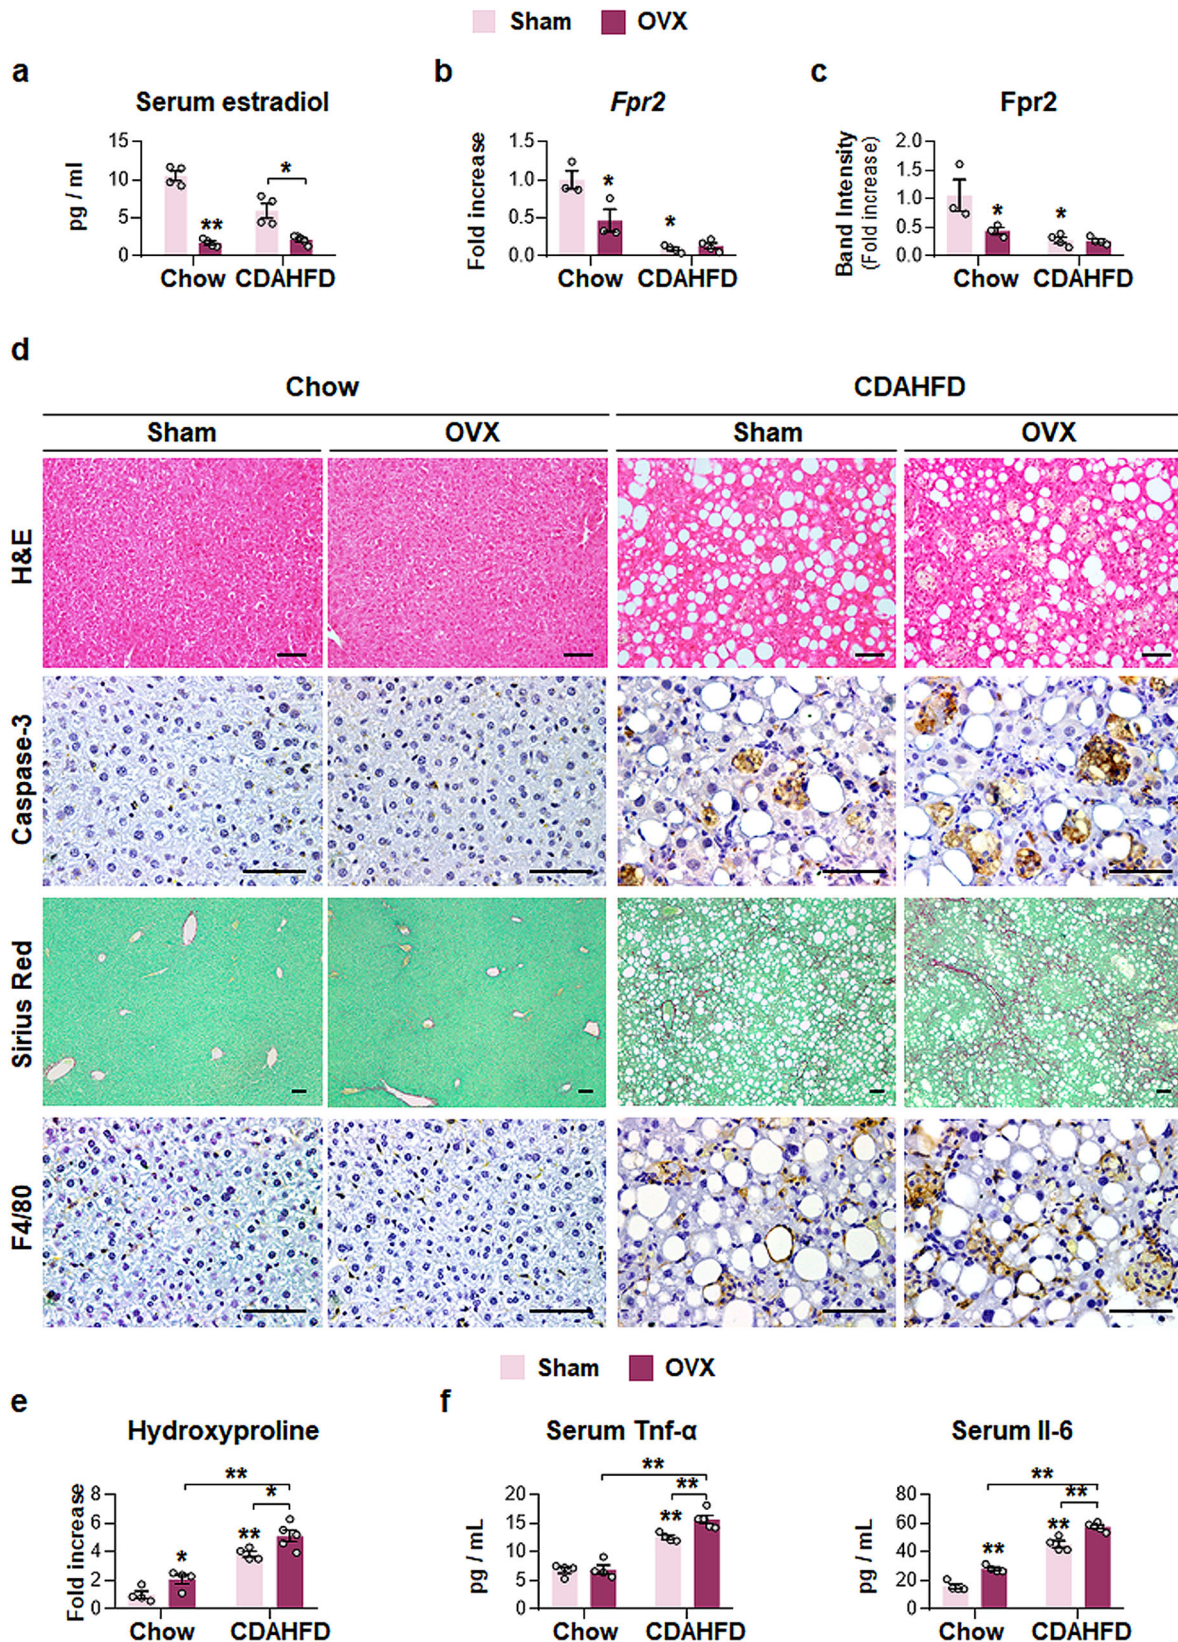 Sham OVX
a b c
Serum estradiol Fpr2 Fpr2
pg / ml
15
10
5
0
**
*
Chow CDAHFD
Fold increase
1.5
1.0
0.5
0.0
*
*
Chow CDAHFD
Band Intensity
(Fold increase)
2.0
1.5
1.0
0.5
0.0
*
*
Chow CDAHFD
d
Chow CDAHFD
Sham OVX Sham OVX
H&E
Caspase-3
Sirius Red
F4/80
Sham OVX
e f
Hydroxyproline Serum Tnf-α Serum Il-6
Fold increase
8
6
4
2
0
**
*
**
*
Chow CDAHFD
pg / mL
20
15
10
5
0
**
**
**
Chow CDAHFD
pg / mL
80
60
40
20
0
**
**
**
**
Chow CDAHFD